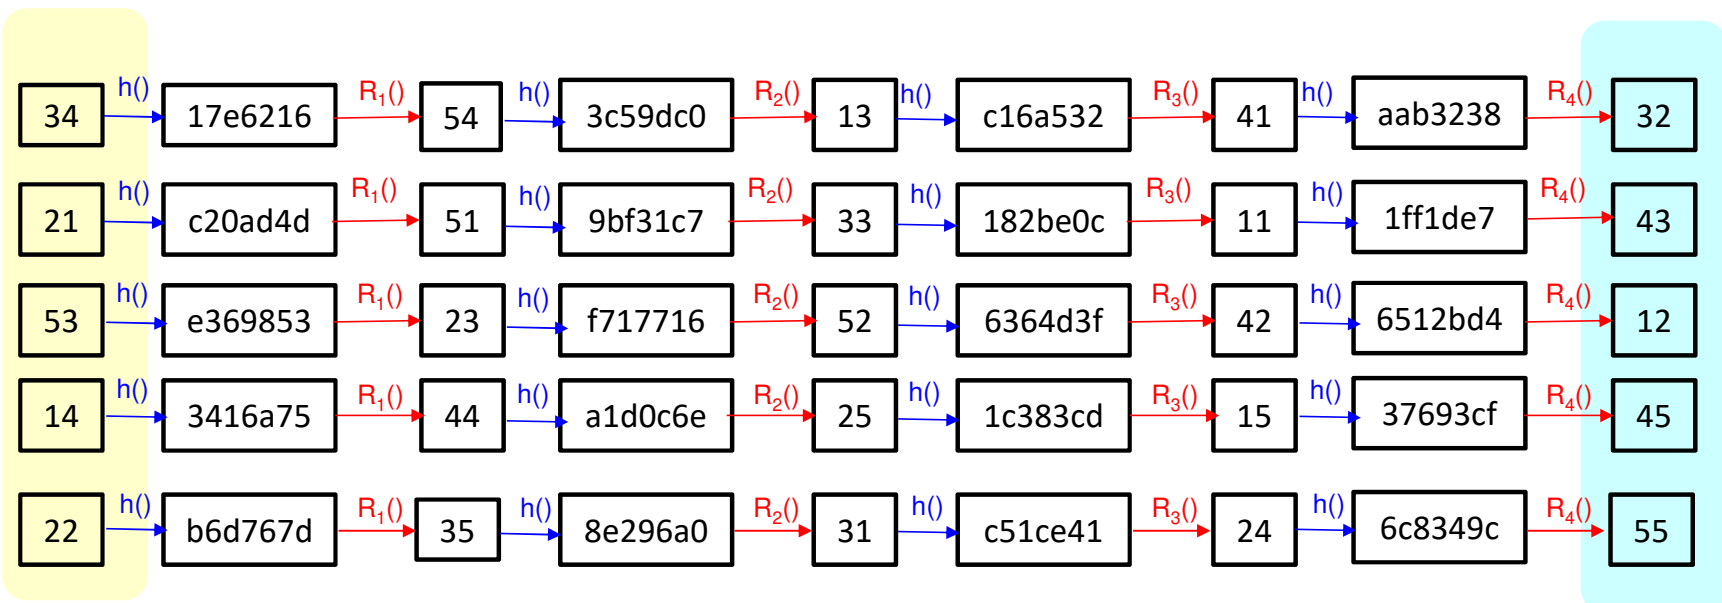 h() R₁() h() R₂() h() R₃() h() R₄()
34 17e6216 54 3c59dc0 13 c16a532 41 aab3238 32
h() R₁() h() R₂() h() R₃() h() R₄()
21 c20ad4d 51 9bf31c7 33 182be0c 11 1ff1de7 43
h() R₁() h() R₂() h() R₃() h() R₄()
53 e369853 23 f717716 52 6364d3f 42 6512bd4 12
h() R₁() h() R₂() h() R₃() h() R₄()
14 3416a75 44 a1d0c6e 25 1c383cd 15 37693cf 45
h() R₁() h() R₂() h() R₃() h() R₄()
22 b6d767d 35 8e296a0 31 c51ce41 24 6c8349c 55